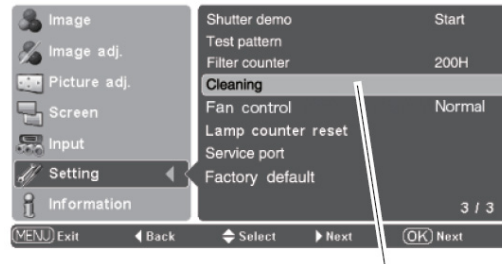 Image
Image adj.
Picture adj.
Screen
Input
Setting
Information
Shutter demo Start
Test pattern
Filter counter 200H
Cleaning
Fan control Normal
Lamp counter reset
Service port
Factory default
3 / 3
MENU Exit Back Select Next OK Next